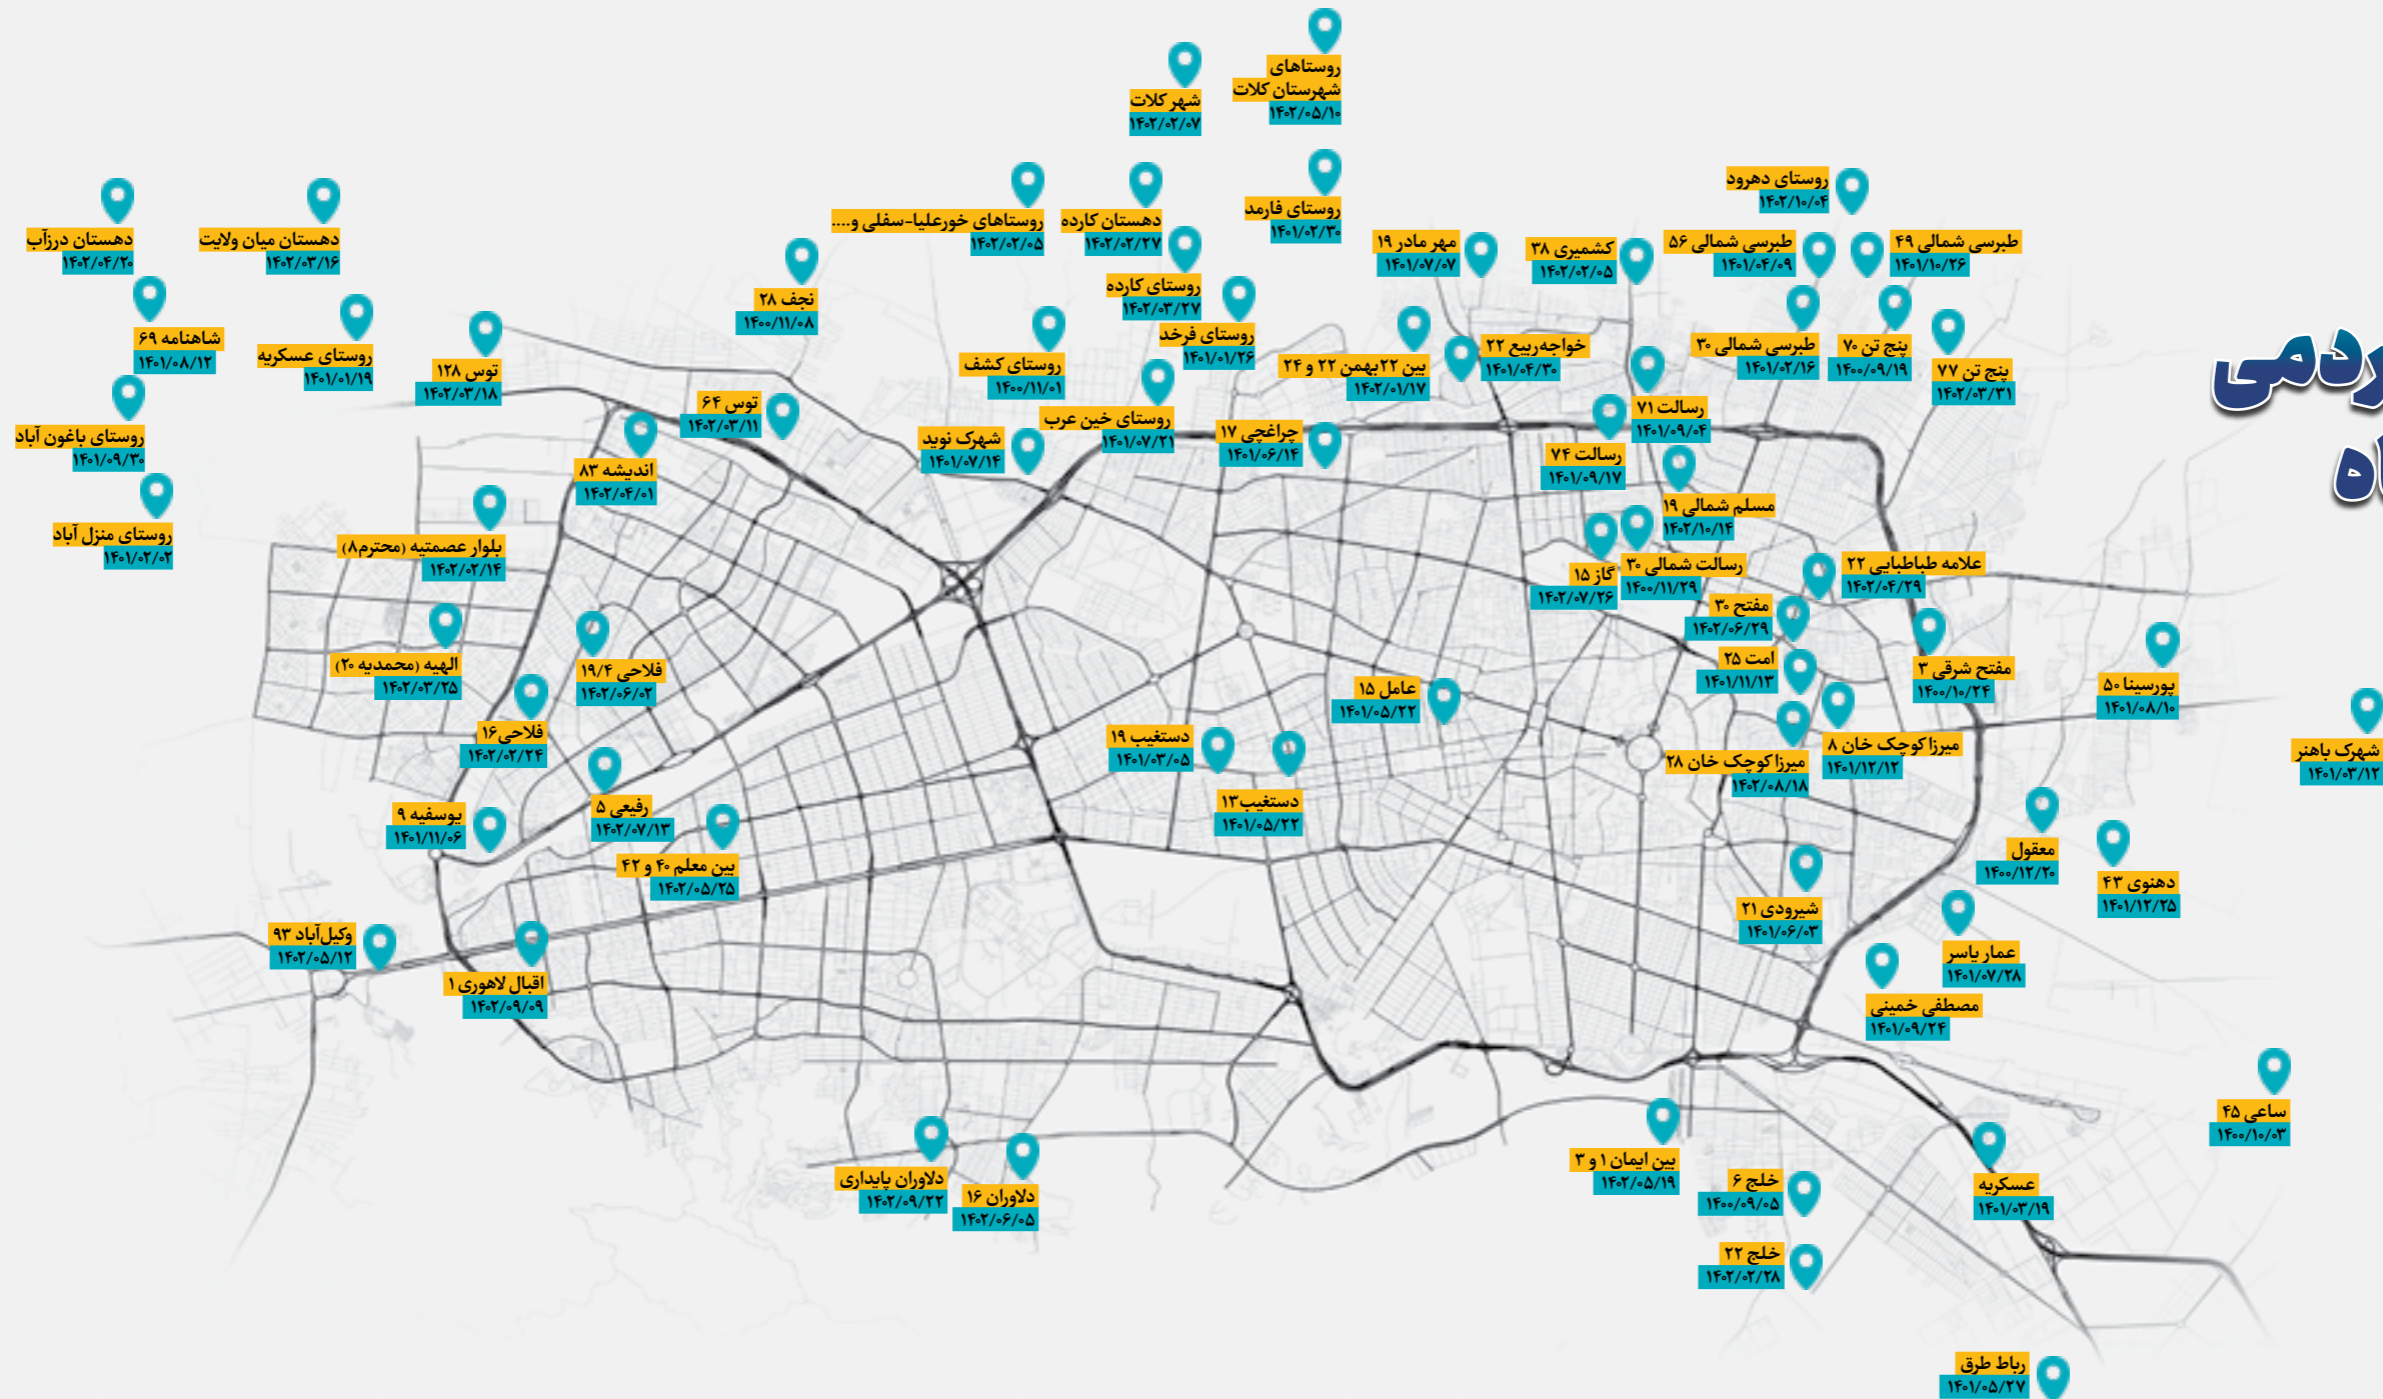 روستاهای
شهرستان کلات
۱۴۰۲/۰۵/۱۰
شهر کلات
۱۴۰۲/۰۲/۰۷
روستای دهرود
۱۴۰۲/۱۰/۰۴
روستای فارمد
۱۴۰۱/۰۲/۳۰
دهستان کارده
۱۴۰۲/۰۲/۲۷
روستاهای خورعلیا-سفلی و....
۱۴۰۲/۰۲/۰۵
دهستان میان ولایت
۱۴۰۲/۰۳/۱۶
دهستان درزآب
۱۴۰۲/۰۴/۲۰
طبرسی شمالی ۴۹
۱۴۰۱/۱۰/۲۶
طبرسی شمالی ۵۶
۱۴۰۱/۰۴/۰۹
کشمیری ۳۸
۱۴۰۲/۰۲/۰۵
مهر مادر ۱۹
۱۴۰۱/۰۷/۰۷
روستای کارده
۱۴۰۲/۰۳/۲۷
نجف ۲۸
۱۴۰۰/۱۱/۰۸
روستای فرخد
۱۴۰۱/۰۱/۲۶
شاهنامه ۶۹
۱۴۰۱/۰۸/۱۲
روستای عسکریه
۱۴۰۱/۰۱/۱۹
توس ۱۲۸
۱۴۰۲/۰۳/۱۸
روستای کشف
۱۴۰۰/۱۱/۰۱
بین ۲۲بهمن ۲۲ و ۲۴
۱۴۰۲/۰۱/۱۷
خواجه‌ربیع ۲۲
۱۴۰۱/۰۴/۳۰
طبرسی شمالی ۳۰
۱۴۰۱/۰۲/۱۶
پنج تن ۷۰
۱۴۰۰/۰۹/۱۹
پنج تن ۷۷
۱۴۰۲/۰۳/۳۱
ردمی
اه
رسالت ۷۱
۱۴۰۱/۰۹/۰۴
توس ۶۴
۱۴۰۲/۰۳/۱۱
روستای خین عرب
۱۴۰۱/۰۷/۲۱
چراغچی ۱۷
۱۴۰۱/۰۶/۱۴
شهرک نوید
۱۴۰۱/۰۷/۱۴
روستای باغون آباد
۱۴۰۱/۰۹/۳۰
رسالت ۷۴
۱۴۰۱/۰۹/۱۷
اندیشه ۸۳
۱۴۰۲/۰۴/۰۱
مسلم شمالی ۱۹
۱۴۰۲/۱۰/۱۴
روستای منزل آباد
۱۴۰۱/۰۲/۰۲
بلوار عصمتیه (محترم۸)
۱۴۰۲/۰۲/۱۴
علامه طباطبایی ۲۲
۱۴۰۲/۰۴/۲۹
رسالت شمالی ۳۰
۱۴۰۰/۱۱/۲۹
گاز ۱۵
۱۴۰۲/۰۷/۲۶
مفتح ۳۰
۱۴۰۲/۰۶/۲۹
امت ۲۵
۱۴۰۱/۱۱/۱۳
مفتح شرقی ۳
۱۴۰۰/۱۰/۲۴
پورسینا ۵۰
۱۴۰۱/۰۸/۱۰
الهیه (محمدیه ۲۰)
۱۴۰۲/۰۳/۲۵
فلاحی ۱۹/۴
۱۴۰۲/۰۶/۰۲
عامل ۱۵
۱۴۰۱/۰۵/۲۲
فلاحی۱۶
۱۴۰۲/۰۲/۲۴
دستغیب ۱۹
۱۴۰۱/۰۳/۰۵
میرزا کوچک خان ۸
۱۴۰۱/۱۲/۱۲
میرزا کوچک خان ۲۸
۱۴۰۲/۰۸/۱۸
شهرک باهنر
۱۴۰۱/۰۳/۱۲
دستغیب۱۳
۱۴۰۱/۰۵/۲۲
رفیعی ۵
۱۴۰۲/۰۷/۱۳
یوسفیه ۹
۱۴۰۱/۱۱/۰۶
بین معلم ۴۰ و ۴۲
۱۴۰۲/۰۵/۲۵
معقول
۱۴۰۰/۱۲/۲۰
دهنوی ۴۳
۱۴۰۱/۱۲/۲۵
شیرودی ۲۱
۱۴۰۱/۰۶/۰۳
وکیل‌آباد ۹۳
۱۴۰۲/۰۵/۱۲
عمار یاسر
۱۴۰۱/۰۷/۲۸
اقبال لاهوری ۱
۱۴۰۲/۰۹/۰۹
مصطفی خمینی
۱۴۰۱/۰۹/۲۴
ساعی ۴۵
۱۴۰۰/۱۰/۰۳
بین ایمان ۱ و ۳
۱۴۰۲/۰۵/۱۹
دلاوران پایداری
۱۴۰۲/۰۹/۲۲
دلاوران ۱۶
۱۴۰۲/۰۶/۰۵
خلج ۶
۱۴۰۰/۰۹/۰۵
عسکریه
۱۴۰۱/۰۳/۱۹
خلج ۲۲
۱۴۰۲/۰۲/۲۸
رباط طرق
۱۴۰۱/۰۵/۲۷